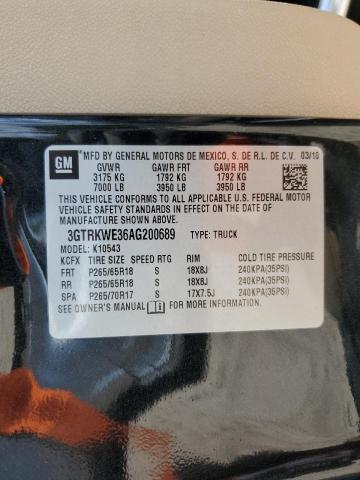 GM
MFD BY GENERAL MOTORS DE MEXICO, S. DE R.L. DE C.V. 03/10
GVWR GAWR FRT GAWR RR
3175 KG 1792 KG 1792 KG
7000 LB 3950 LB 3950 LB
THIS VEHICLE CONFORMS TO ALL APPLICABLE U.S. FEDERAL MOTOR
VEHICLE SAFETY STANDARDS IN EFFECT ON THE DATE OF
MANUFACTURE SHOWN ABOVE.
3GTRKWE36AG200689 TYPE: TRUCK
MODEL: K10543
KCFX TIRE SIZE SPEED RTG RIM COLD TIRE PRESSURE
FRT P265/65R18 S 18X8J 240KPA(35PSI)
RR P265/65R18 S 18X8J 240KPA(35PSI)
SPA P265/70R17 S 17X7.5J 240KPA(35PSI)
SEE OWNER'S MANUAL FOR MORE INFORMATION.